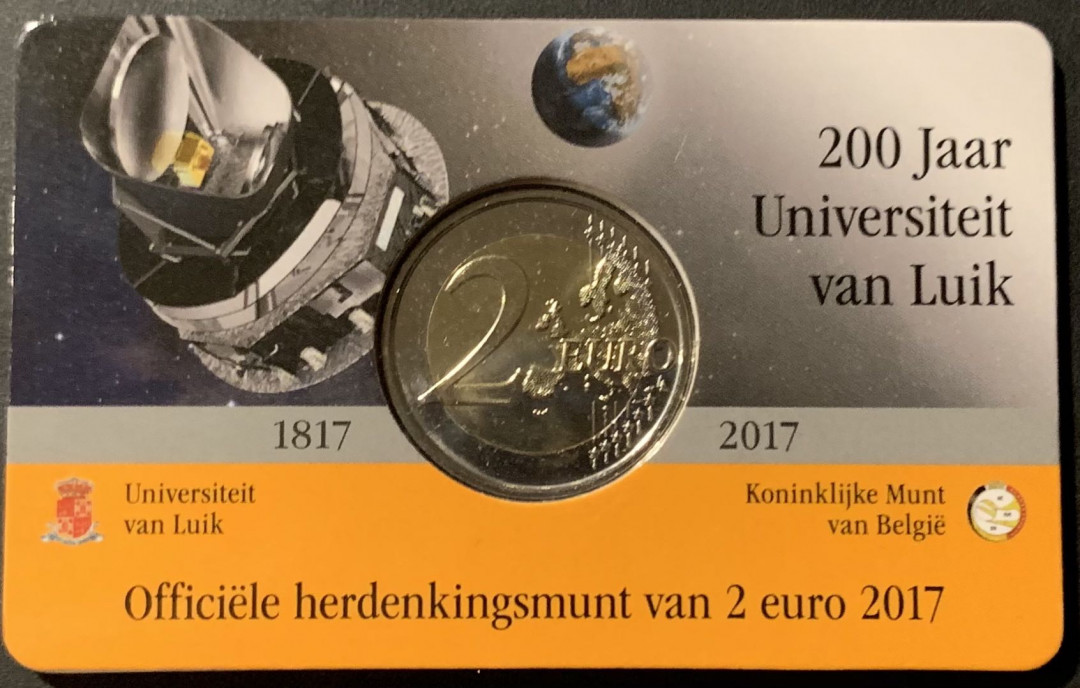 200 Jaar
Universiteit
van Luik
2 EURO
1817
2017
Universiteit
van Luik
Koninklijke Munt
van België
Officiële herdenkingsmunt van 2 euro 2017